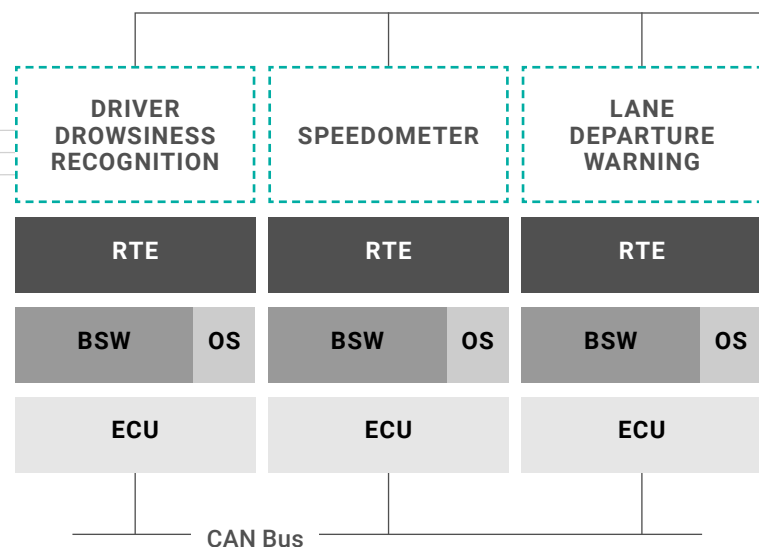 DRIVER
DROWSINESS
RECOGNITION
SPEEDOMETER
LANE
DEPARTURE
WARNING
RTE
RTE
RTE
BSW
OS
BSW
OS
BSW
OS
ECU
ECU
ECU
CAN Bus